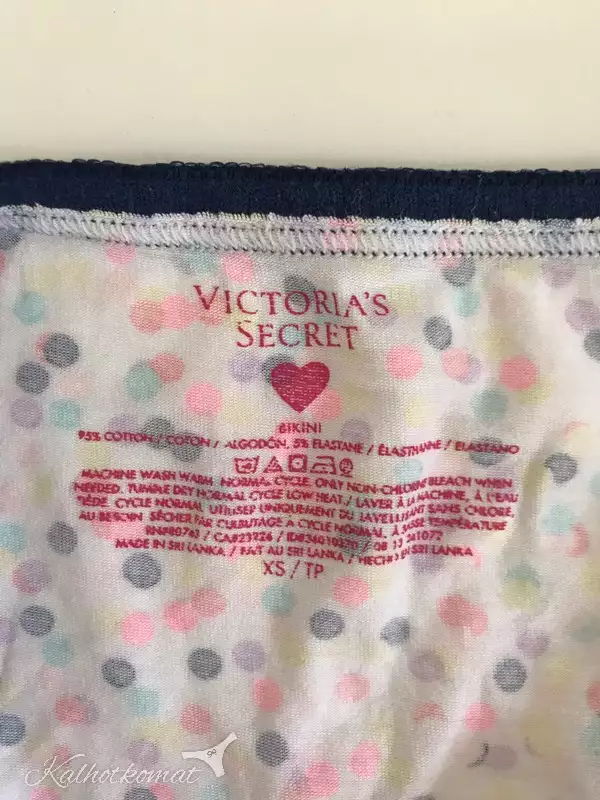 VICTORIA'S
SECRET
BIKINI
95% COTTON / COTON / ALGODÓN, 5% ELASTANE / ÉLASTHANNE / ELASTANO
MACHINE WASH WARM. NORMAL CYCLE. ONLY NON-CHLORINE BLEACH WHEN
NEEDED. TUMBLE DRY NORMAL CYCLE LOW HEAT./ LAVER À LA MACHINE, À L'EAU
TIÈDE. CYCLE NORMAL. UTILISER UNIQUEMENT DU JAVELLISANT SANS CHLORE,
AU BESOIN. SÉCHER PAR CULBUTAGE À CYCLE NORMAL, À BASSE TEMPÉRATURE
CA#23726 /
MADE IN SRI LANKA / FAIT AU SRI LANKA / HECHO EN SRI LANKA
XS / TP
Kalhotkomat